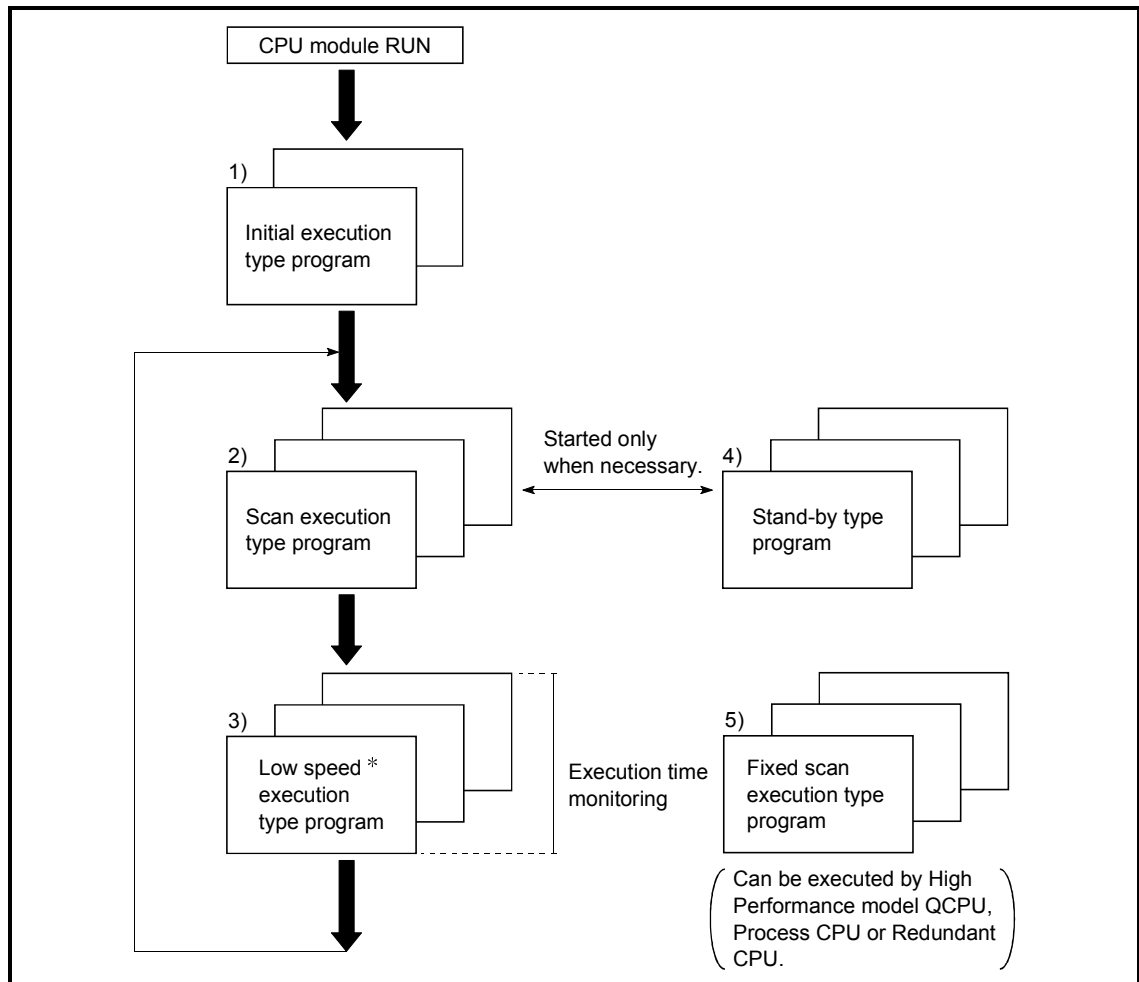 CPU module RUN
1)
Initial execution
type program
2)
Scan execution
type program
Started only
when necessary.
4)
Stand-by type
program
3)
Low speed *
execution
type program
Execution time
monitoring
5)
Fixed scan
execution type
program
Can be executed by High
Performance model QCPU,
Process CPU or Redundant
CPU.